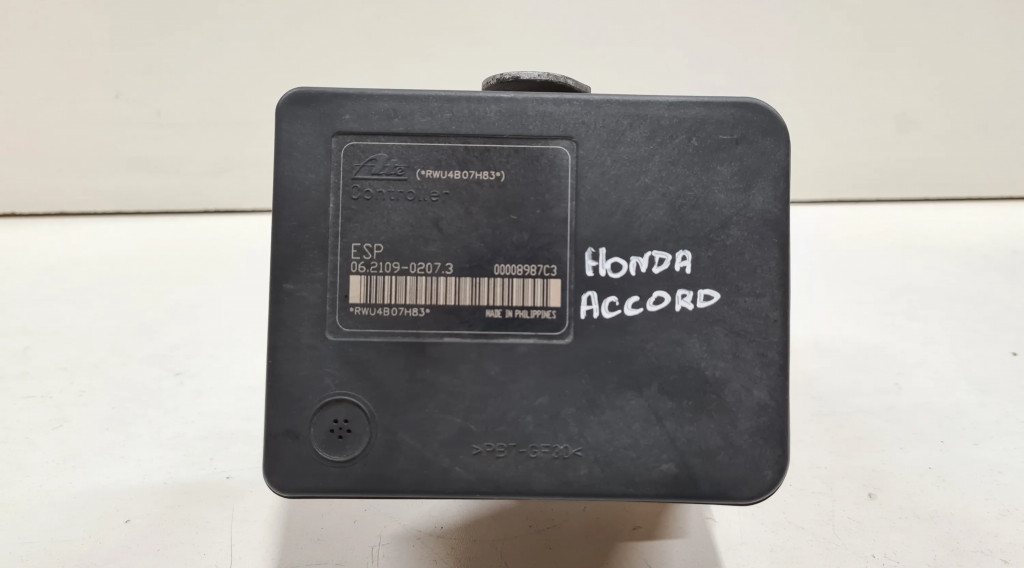 Ate (*RWU4B07H83*)
Controller
ESP
06.2109-0207.3 00008987C3
*RWU4B07H83* MADE IN PHILIPPINES
HONDA
ACCORD
>PBT-GF30<